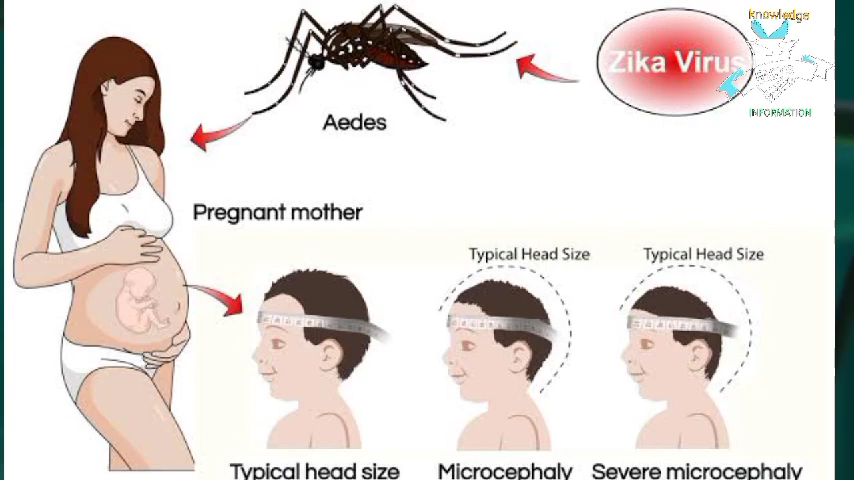 Knowledge
Zika Virus
INFORMATION
Aedes
Pregnant mother
Typical Head Size
Typical Head Size
Typical head size
Microcephaly
Severe microcephaly